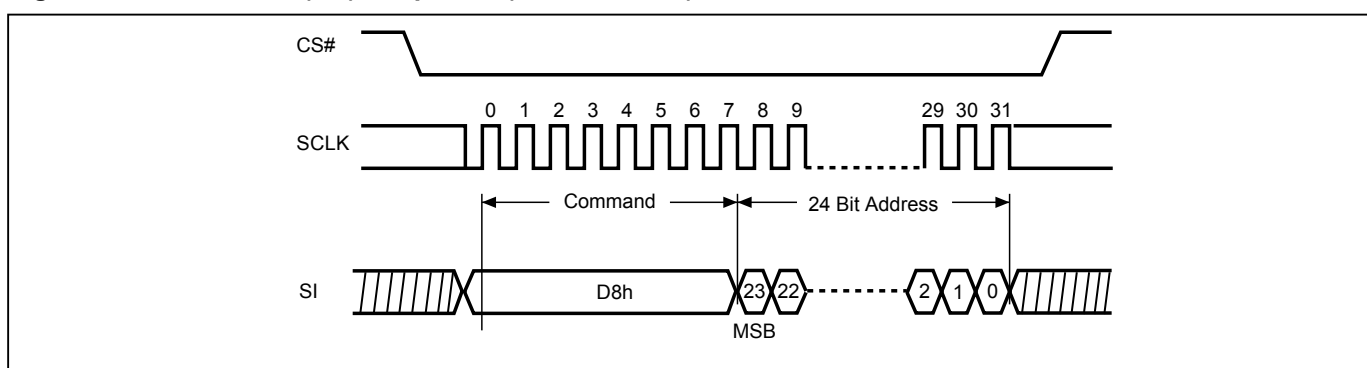 CS#
0 1 2 3 4 5 6 7 8 9 29 30 31
SCLK
Command 24 Bit Address
SI D8h 23 22 2 1 0
MSB